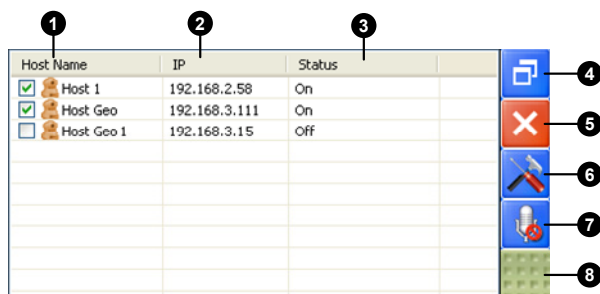 1 2 3
Host Name IP Status
Host 1 192.168.2.58 On
Host Geo 192.168.3.111 On
Host Geo 1 192.168.3.15 Off
4
5
6
7
8